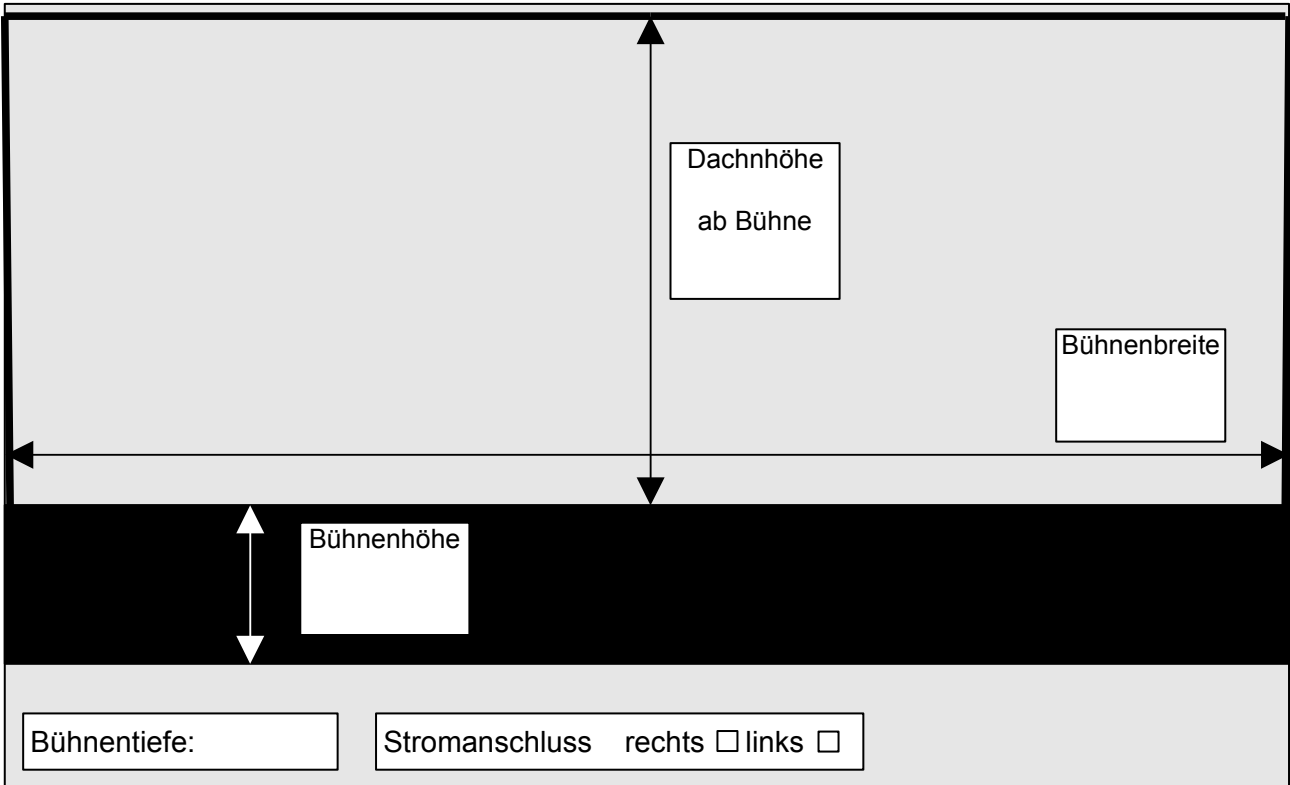 Dachnhöhe
ab Bühne
Bühnenbreite
Bühnenhöhe
Bühnentiefe:
Stromanschluss rechts ☐ links ☐